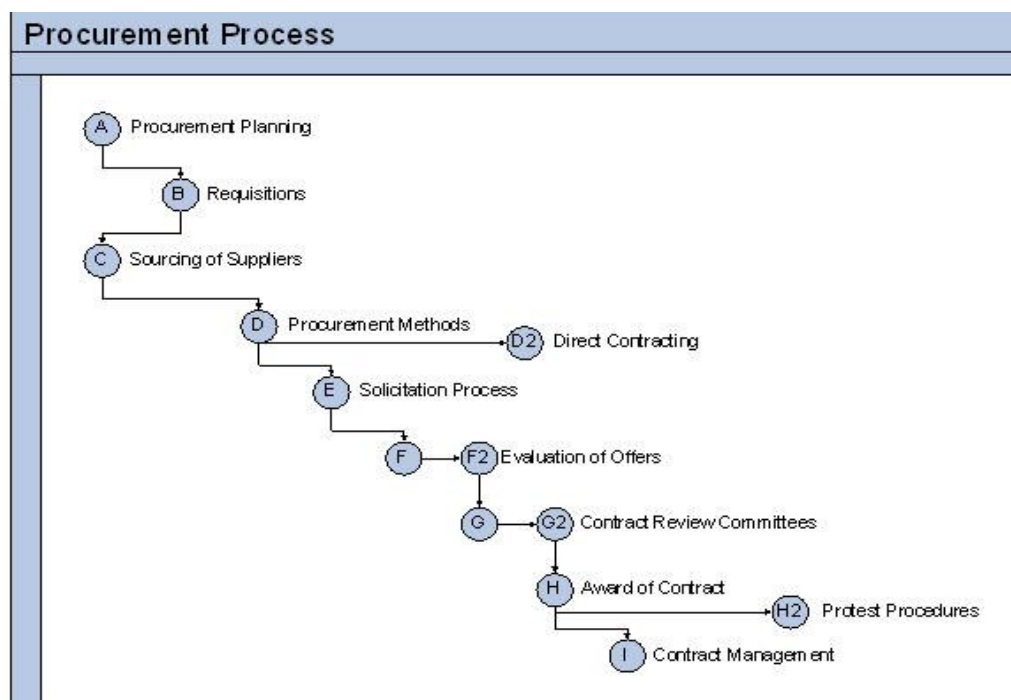 Procurement Process
A Procurement Planning
B Requisitions
C Sourcing of Suppliers
D Procurement Methods
D2 Direct Contracting
E Solicitation Process
F F2 Evaluation of Offers
G G2 Contract Review Committees
H Award of Contract
H2 Protest Procedures
I Contract Management